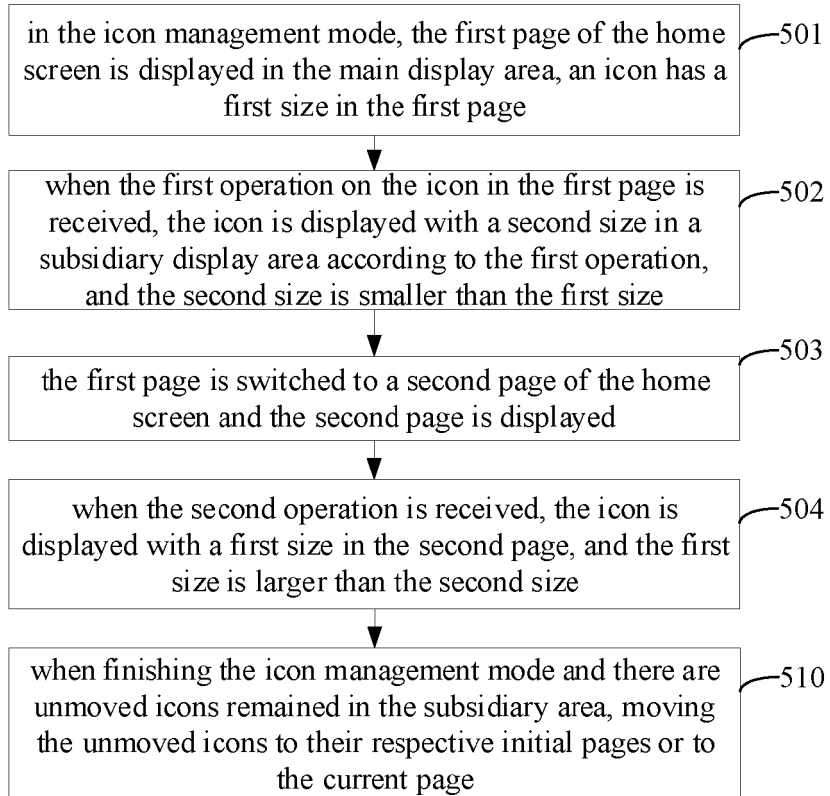 in the icon management mode, the first page of the home
screen is displayed in the main display area, an icon has a
first size in the first page
501
when the first operation on the icon in the first page is
received, the icon is displayed with a second size in a
subsidiary display area according to the first operation,
and the second size is smaller than the first size
502
the first page is switched to a second page of the home
screen and the second page is displayed
503
when the second operation is received, the icon is
displayed with a first size in the second page, and the first
size is larger than the second size
504
when finishing the icon management mode and there are
unmoved icons remained in the subsidiary area, moving
the unmoved icons to their respective initial pages or to
the current page
510